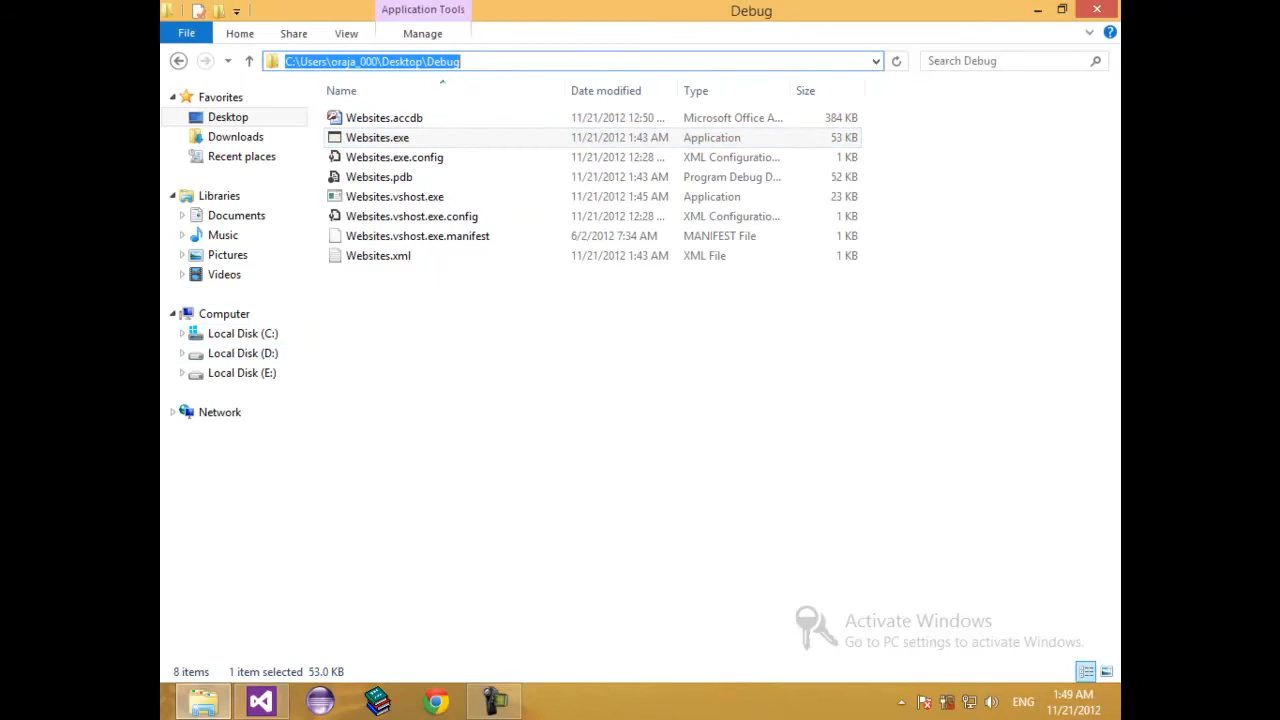 Application Tools
Debug
File
Home
Share
View
Manage
C:\Users\oraja_000\Desktop\Debug
Search Debug
Name
Date modified
Type
Size
Favorites
Desktop
Downloads
Recent places
Libraries
Documents
Music
Pictures
Videos
Computer
Local Disk (C:)
Local Disk (D:)
Local Disk (E:)
Network
Websites.accdb 11/21/2012 12:50 ... Microsoft Office A... 384 KB
Websites.exe 11/21/2012 1:43 AM Application 53 KB
Websites.exe.config 11/21/2012 12:28 ... XML Configuratio... 1 KB
Websites.pdb 11/21/2012 1:43 AM Program Debug D... 52 KB
Websites.vshost.exe 11/21/2012 1:45 AM Application 23 KB
Websites.vshost.exe.config 11/21/2012 12:28 ... XML Configuratio... 1 KB
Websites.vshost.exe.manifest 6/2/2012 7:34 AM MANIFEST File 1 KB
Websites.xml 11/21/2012 1:43 AM XML File 1 KB
Activate Windows
Go to PC settings to activate Windows.
8 items 1 item selected 53.0 KB
ENG
1:49 AM
11/21/2012